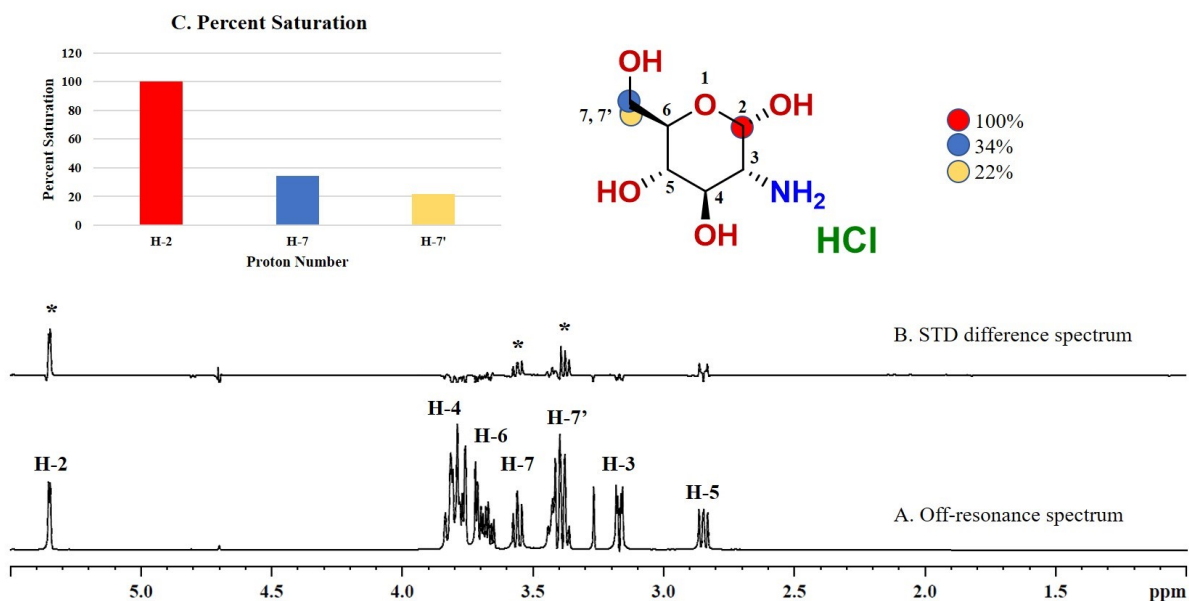 C. Percent Saturation
120
100
80
60
40
20
0
Percent Saturation
H-2
H-7
H-7'
Proton Number
OH
1
O
2
OH
7, 7’
6
3
HO
5
4
NH2
OH
HCl
100%
34%
22%
*
*
*
B. STD difference spectrum
H-4
H-7’
H-6
H-2
H-7
H-3
H-5
A. Off-resonance spectrum
5.0
4.5
4.0
3.5
3.0
2.5
2.0
1.5
ppm